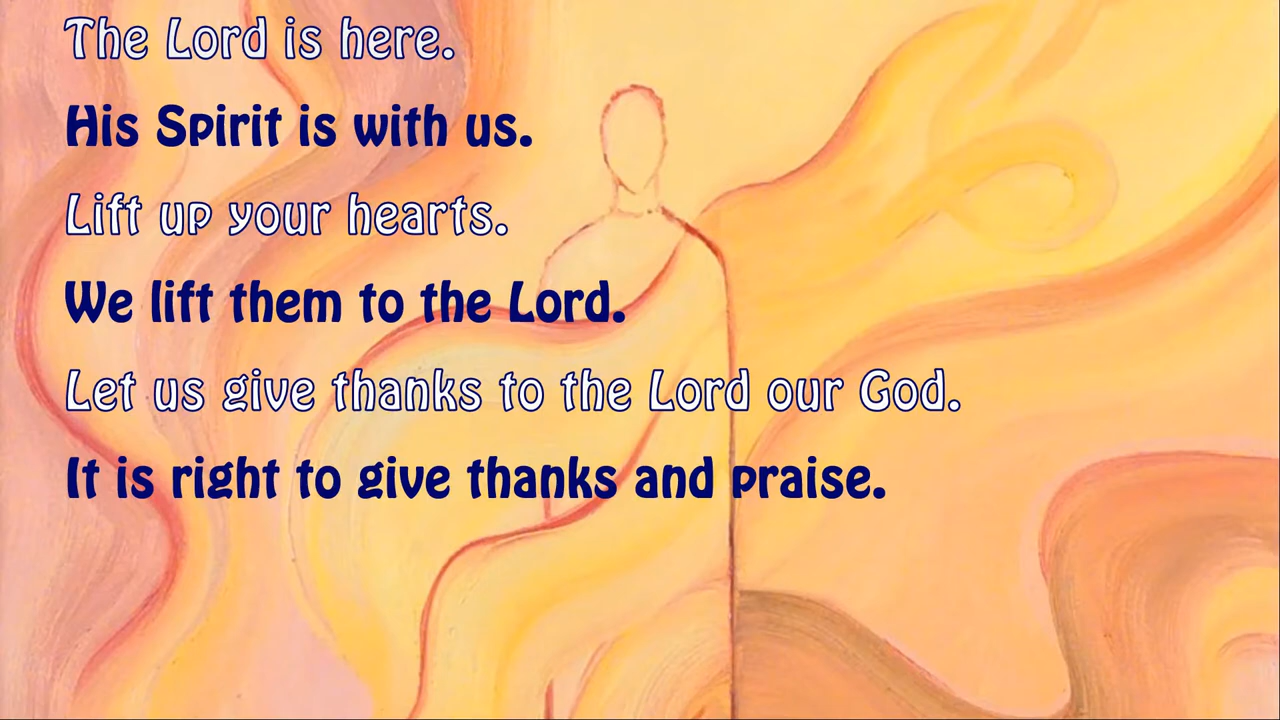 The Lord is here.
His Spirit is with us.
Lift up your hearts.
We lift them to the Lord.
Let us give thanks to the Lord our God.
It is right to give thanks and praise.